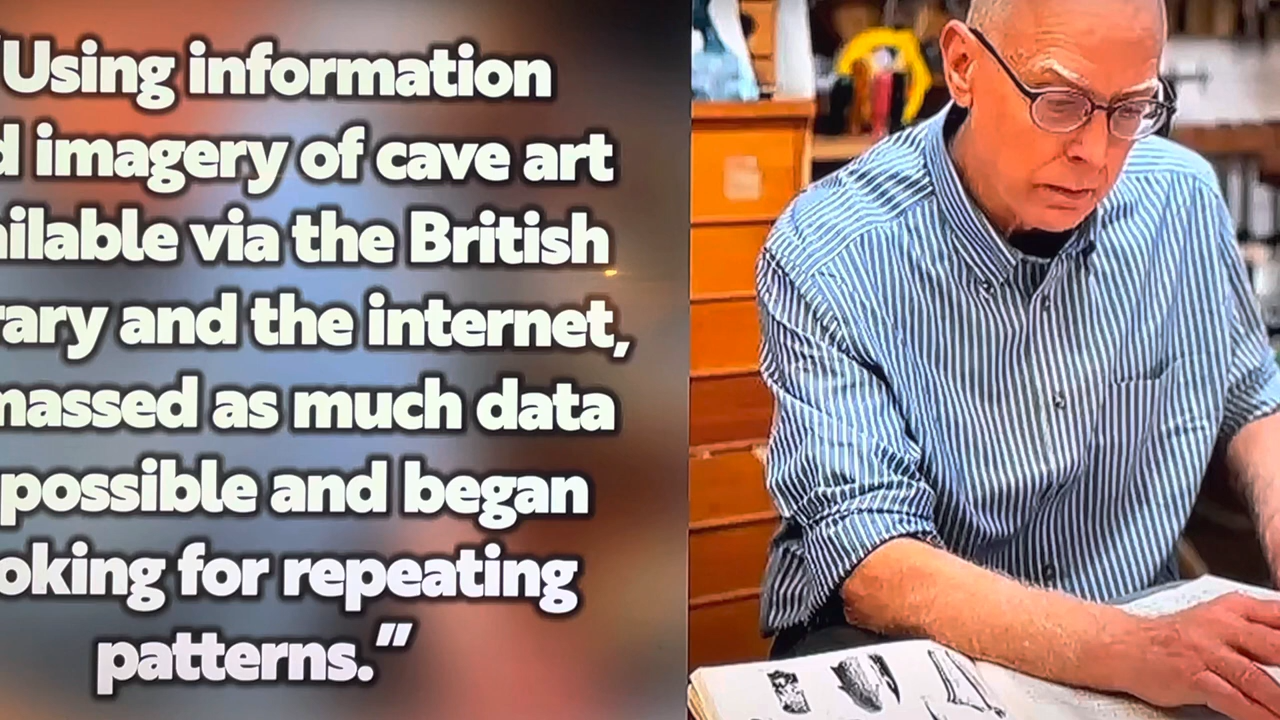 "Using information
d imagery of cave art
ailable via the British
rary and the internet,
massed as much data
possible and began
oking for repeating
patterns."